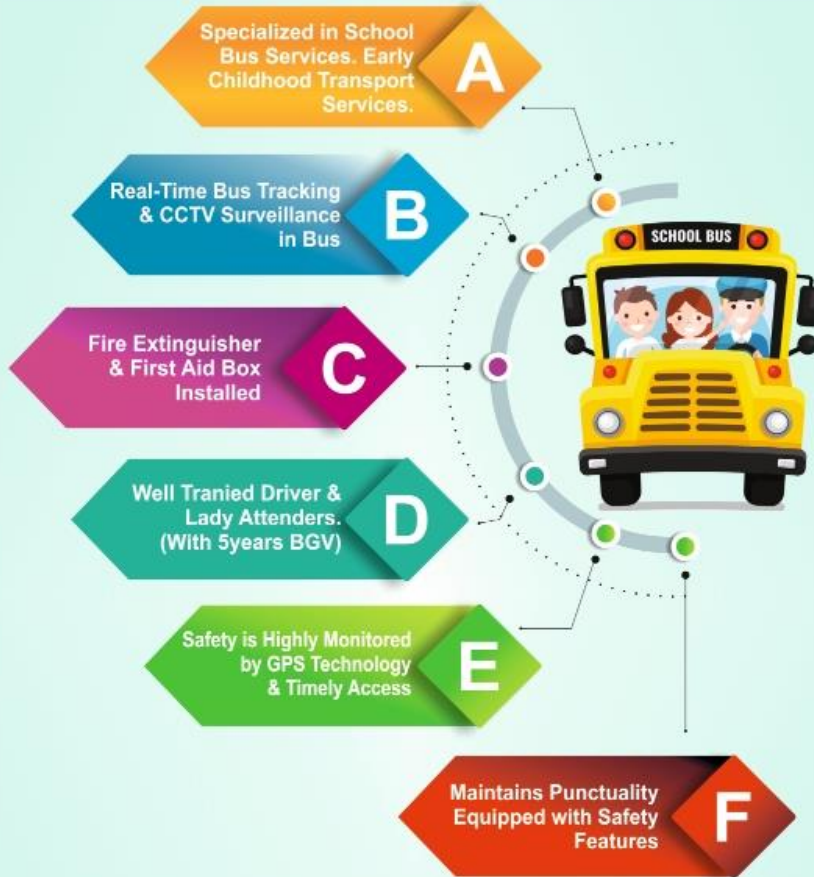 Specialized in School
Bus Services. Early
Childhood Transport
Services.
A
Real-Time Bus Tracking
& CCTV Surveillance
in Bus
B
SCHOOL BUS
Fire Extinguisher
& First Aid Box
Installed
C
Well Tranied Driver &
Lady Attenders.
(With 5years BGV)
D
Safety is Highly Monitored
by GPS Technology
& Timely Access
E
Maintains Punctuality
Equipped with Safety
Features
F